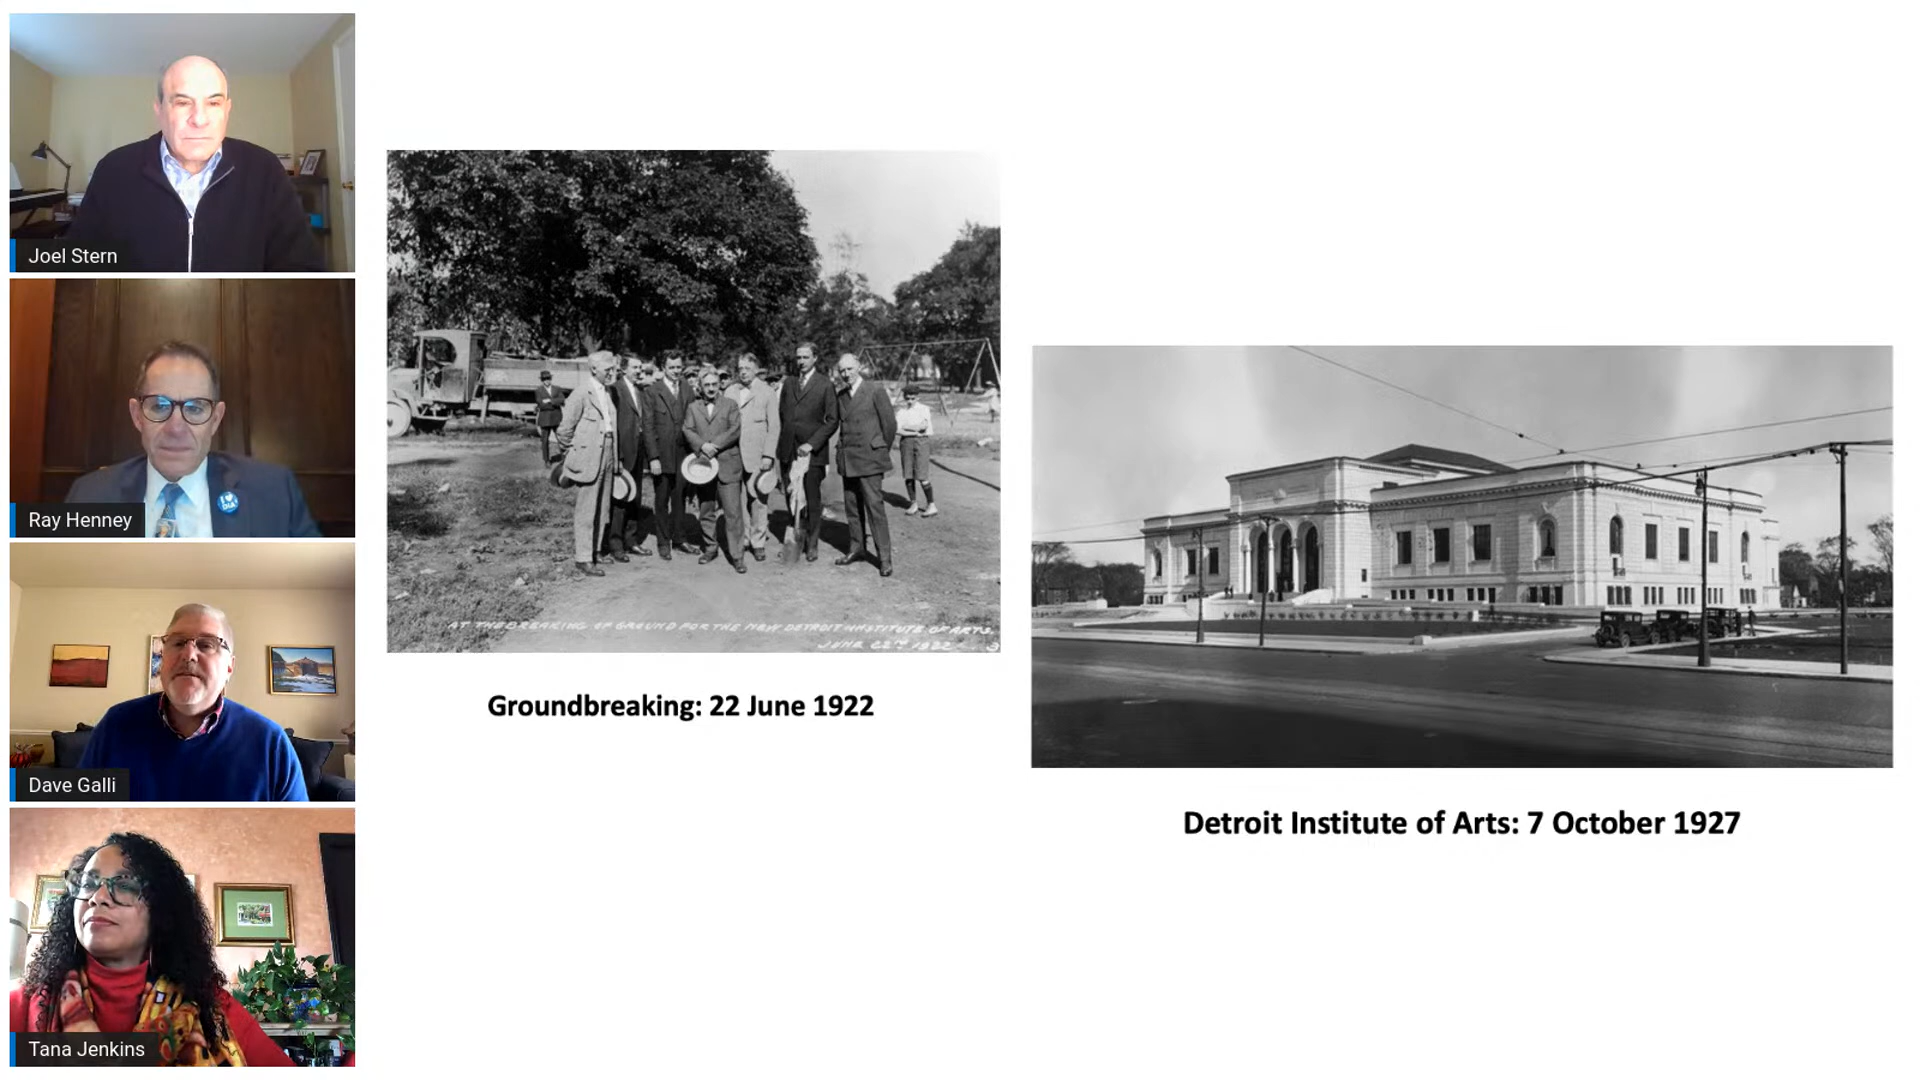 Joel Stern
Ray Henney
I ♥
DIA
Dave Galli
Tana Jenkins
AT THE BREAKING OF GROUND FOR THE NEW DETROIT INSTITUTE OF ARTS.
JUNE 22ND 1922
Groundbreaking: 22 June 1922
Detroit Institute of Arts: 7 October 1927